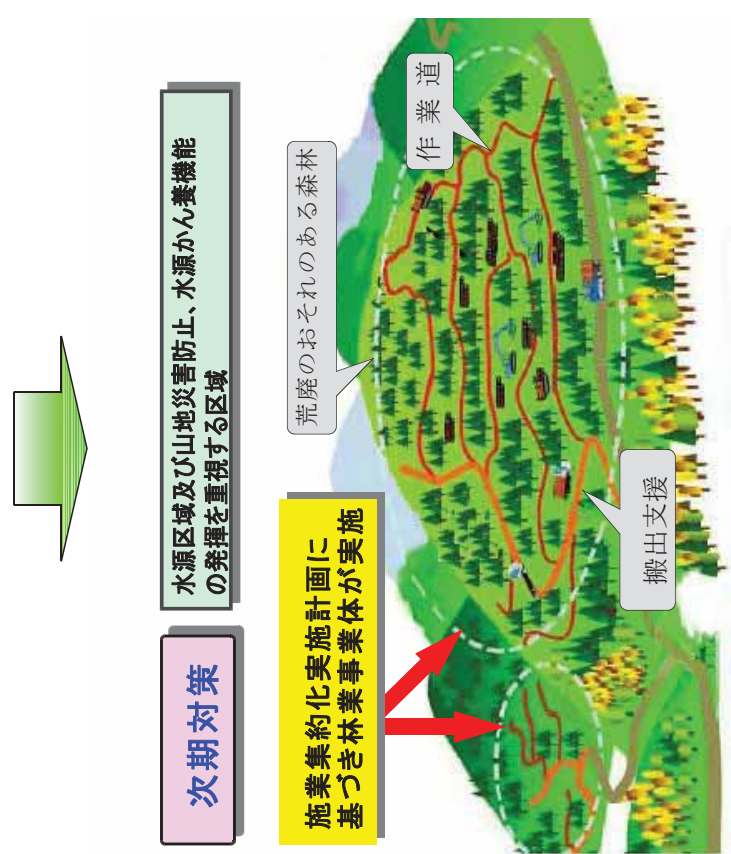 次期対策
水源区域及び山地災害防止、水源かん養機能
の発揮を重視する区域
施業集約化実施計画に
基づき林業事業体が実施
荒廃のおそれのある森林
作業道
搬出支援